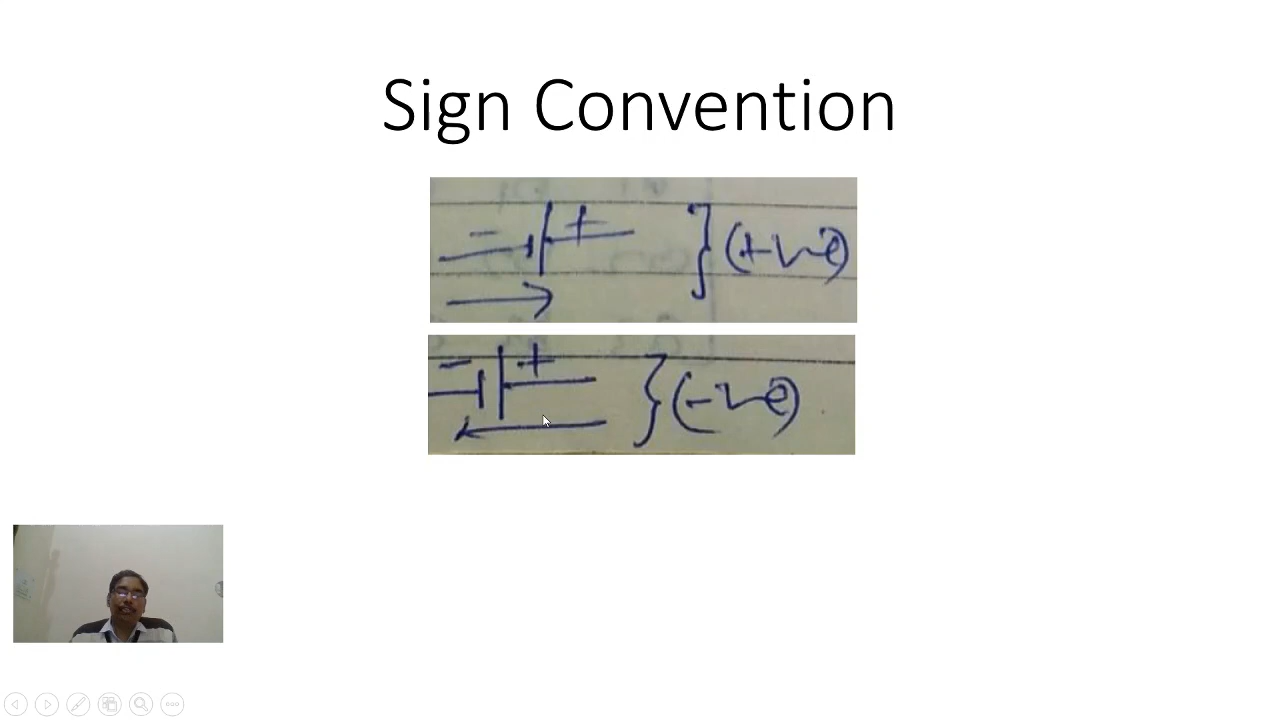 Sign Convention
- + } (+ve)
- + } (-ve)